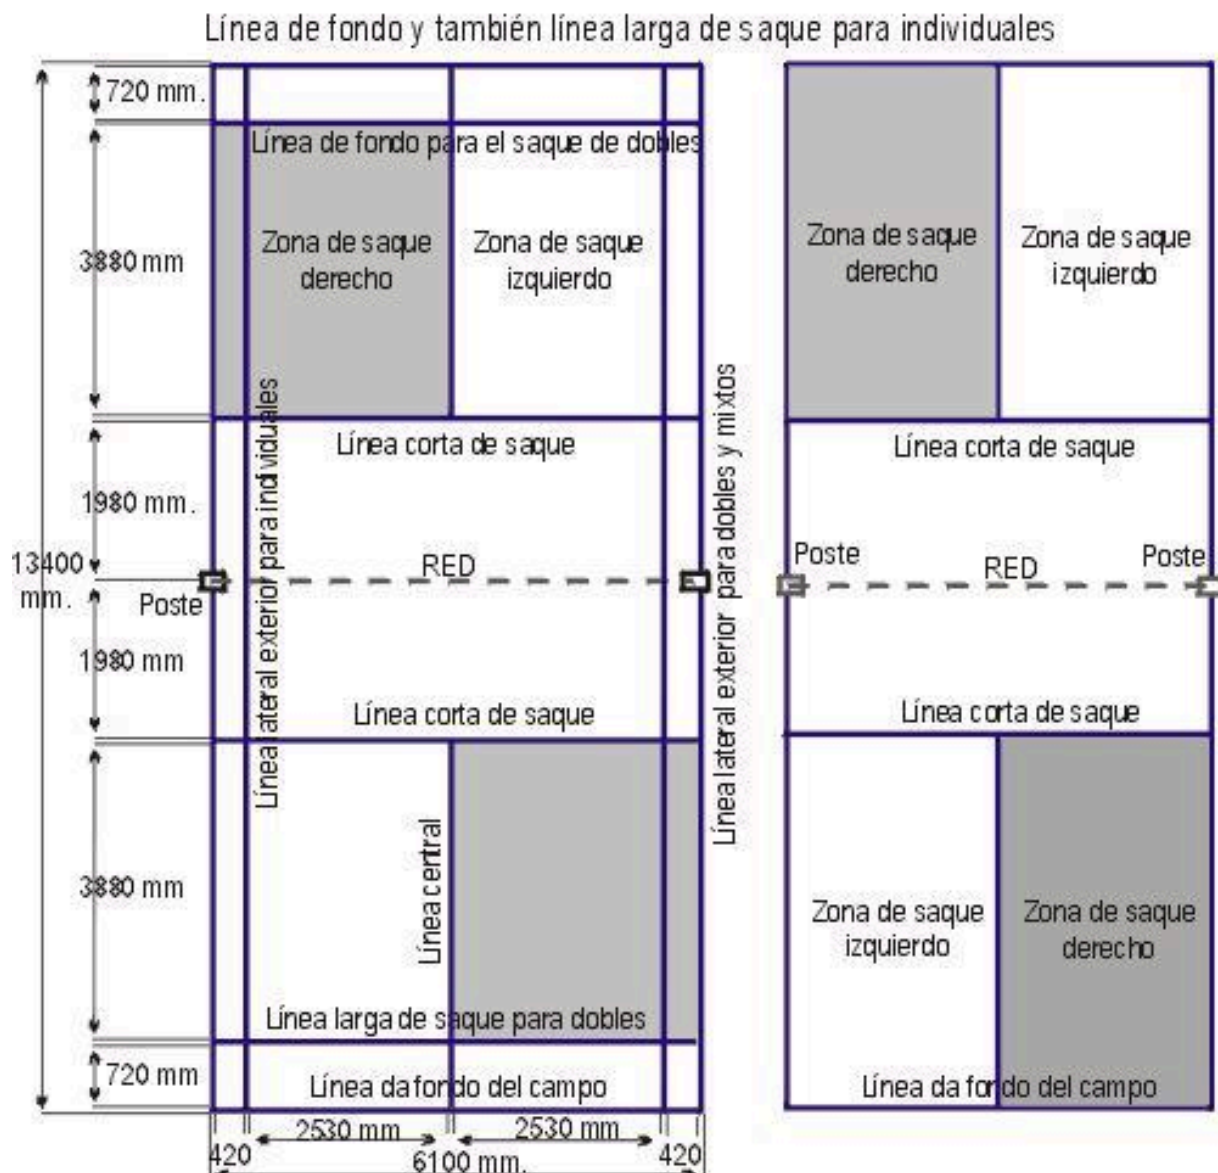 Línea de fondo y también línea larga de saque para individuales
720 mm.
Línea de fondo para el saque de dobles
3880 mm
Zona de saque
derecho
Zona de saque
izquierdo
Zona de saque
derecho
Zona de saque
izquierdo
Línea lateral exterior para individuales
Línea lateral exterior para dobles y mixtos
Línea corta de saque
Línea corta de saque
1980 mm.
13400
mm.
Poste
RED
Poste
RED
Poste
1980 mm
Línea corta de saque
Línea corta de saque
3880 mm
Línea central
Zona de saque
izquierdo
Zona de saque
derecho
Línea larga de saque para dobles
720 mm
Línea da fondo del campo
Línea da fondo del campo
2530 mm
2530 mm
420
6100 mm.
420